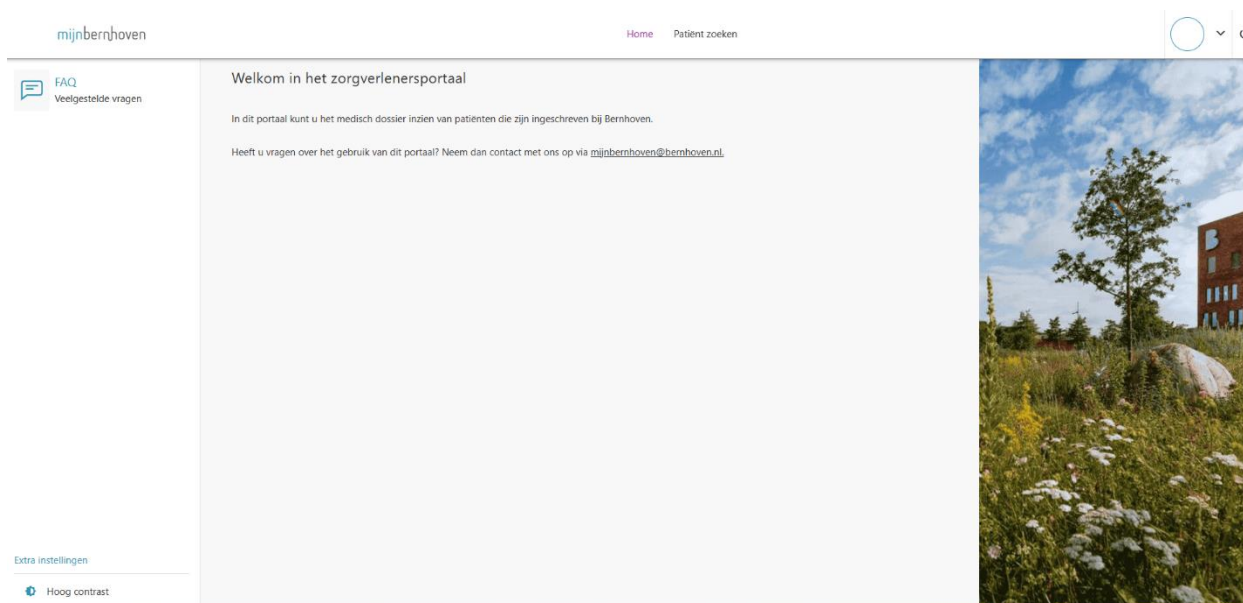 mijnbernhoven
Home Patiënt zoeken
FAQ
Veelgestelde vragen
Welkom in het zorgverlenersportaal
In dit portaal kunt u het medisch dossier inzien van patiënten die zijn ingeschreven bij Bernhoven.
Heeft u vragen over het gebruik van dit portaal? Neem dan contact met ons op via mijnbernhoven@bernhoven.nl.
B
Extra instellingen
Hoog contrast